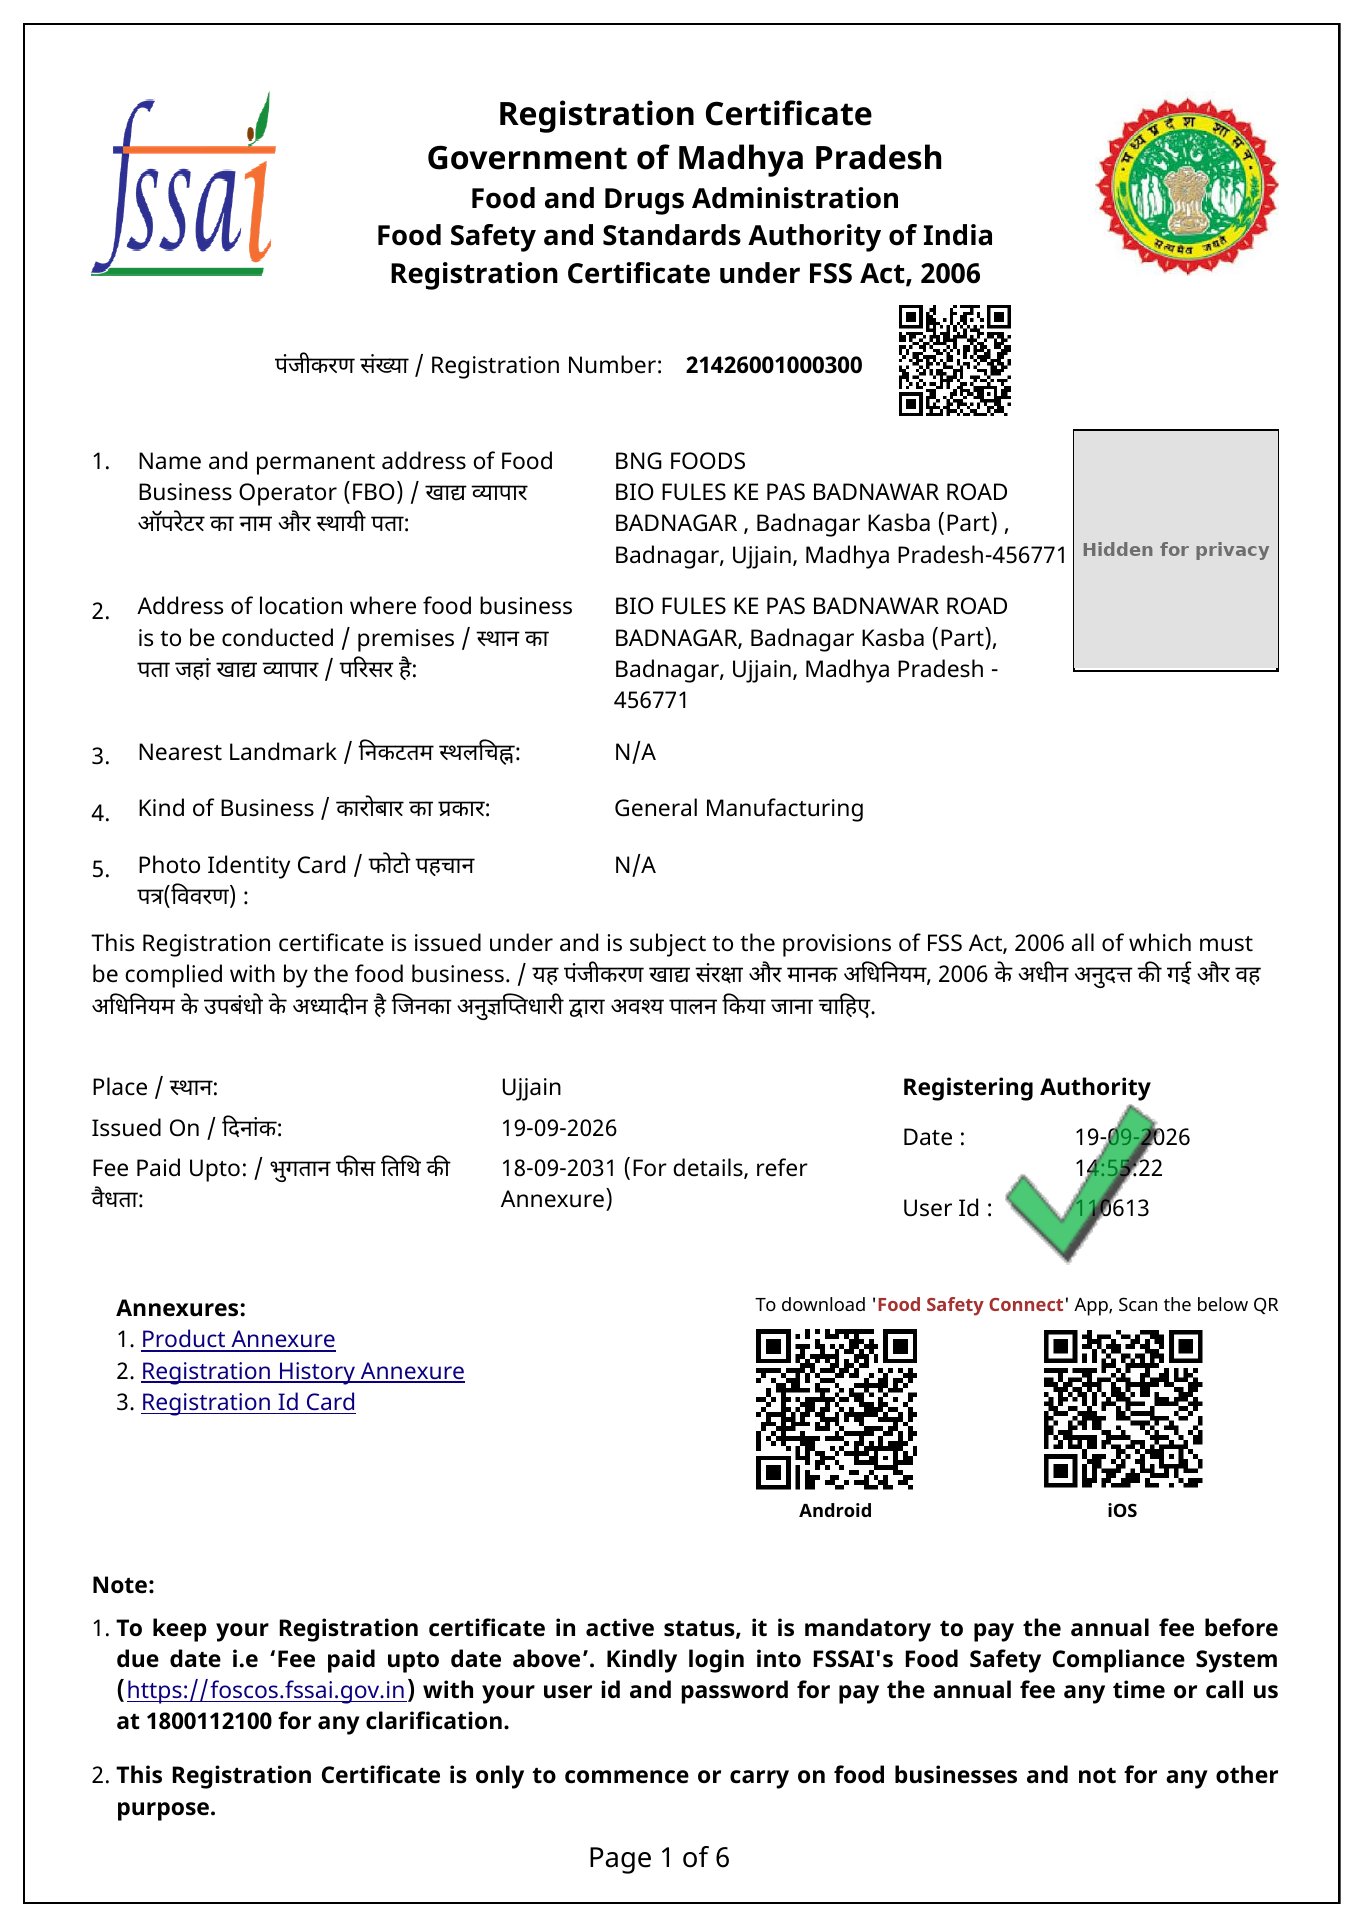 fssai
Registration Certificate
Government of Madhya Pradesh
Food and Drugs Administration
Food Safety and Standards Authority of India
Registration Certificate under FSS Act, 2006
मध्य प्रदेश शासन
सत्यमेव जयते
पंजीकरण संख्या / Registration Number: 21426001000300
1. Name and permanent address of Food
Business Operator (FBO) / खाद्य व्यापार
ऑपरेटर का नाम और स्थायी पता:
BNG FOODS
BIO FULES KE PAS BADNAWAR ROAD
BADNAGAR , Badnagar Kasba (Part) ,
Badnagar, Ujjain, Madhya Pradesh-456771
Hidden for privacy
2. Address of location where food business
is to be conducted / premises / स्थान का
पता जहां खाद्य व्यापार / परिसर है:
BIO FULES KE PAS BADNAWAR ROAD
BADNAGAR, Badnagar Kasba (Part),
Badnagar, Ujjain, Madhya Pradesh -
456771
3. Nearest Landmark / निकटतम स्थलचिह्न: N/A
4. Kind of Business / कारोबार का प्रकार: General Manufacturing
5. Photo Identity Card / फोटो पहचान
पत्र(विवरण) :
N/A
This Registration certificate is issued under and is subject to the provisions of FSS Act, 2006 all of which must
be complied with by the food business. / यह पंजीकरण खाद्य संरक्षा और मानक अधिनियम, 2006 के अधीन अनुदत्त की गई और वह
अधिनियम के उपबंधो के अध्यादीन है जिनका अनुज्ञप्तिधारी द्वारा अवश्य पालन किया जाना चाहिए.
Place / स्थान: Ujjain
Issued On / दिनांक: 19-09-2026
Fee Paid Upto: / भुगतान फीस तिथि की
वैधता:
18-09-2031 (For details, refer
Annexure)
Registering Authority
Date : 19-09-2026
14:55:22
User Id : 110613
Annexures:
1. Product Annexure
2. Registration History Annexure
3. Registration Id Card
To download 'Food Safety Connect' App, Scan the below QR
Android
iOS
Note:
1. To keep your Registration certificate in active status, it is mandatory to pay the annual fee before
due date i.e ‘Fee paid upto date above’. Kindly login into FSSAI's Food Safety Compliance System
(https://foscos.fssai.gov.in) with your user id and password for pay the annual fee any time or call us
at 1800112100 for any clarification.
2. This Registration Certificate is only to commence or carry on food businesses and not for any other
purpose.
Page 1 of 6